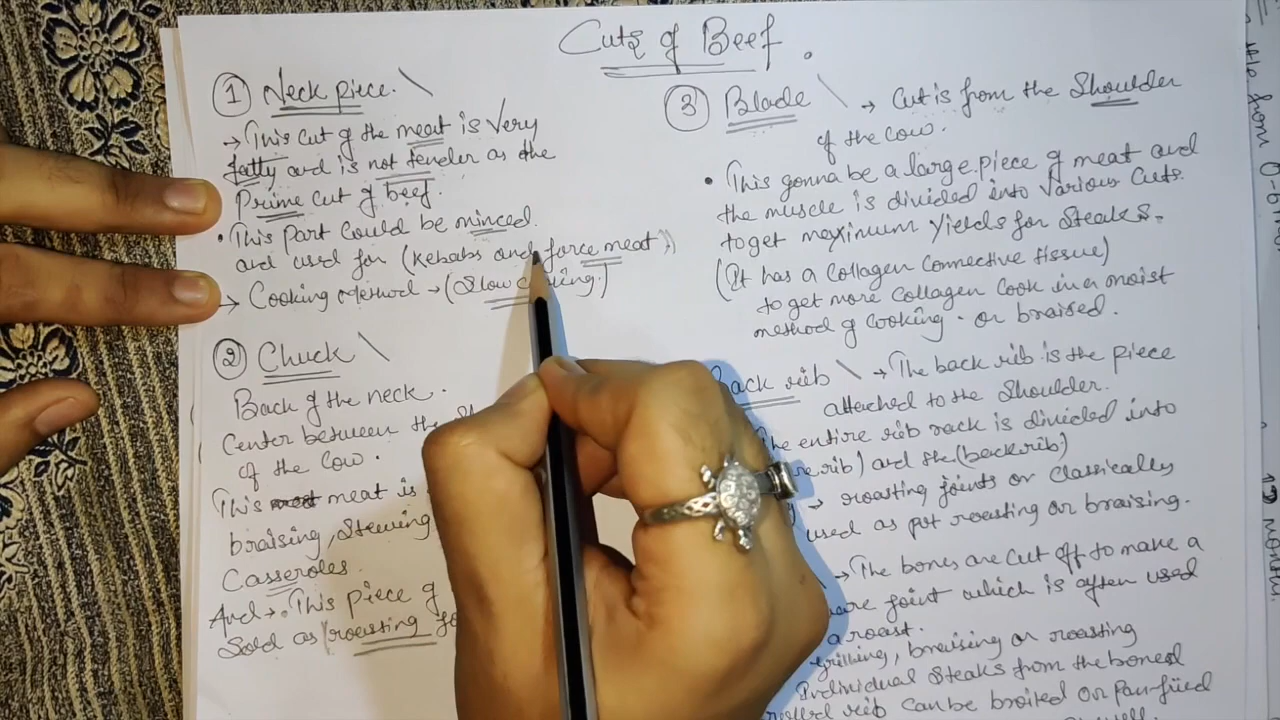 Cuts of Beef.
① Neck piece.
→ This cut of the meat is very
fatty and is not tender as the
Prime cut of beef.
• This part could be minced.
and used for (Kebabs and force meat)
→ Cooking Method → (Slow
② Chuck
Back of the neck.
Center between the
of the cow.
This meat is
braising, Stewing
Casseroles.
And → • This piece of
Sold as (roasting
③ Blade → Cut is from the Shoulder
of the cow.
• This gonna be a large piece of meat and
the muscle is divided into various cuts.
to get meximum yields for Steaks.
(It has a Collagen connective tissue)
to get more Collagen cook in a moist
method of cooking. or braised.
Back rib → The back rib is the piece
attached to the Shoulder.
The entire rib rack is divided into
rib) and the (back rib)
→ roasting joints or classically
used as pot roasting or braising.
→ The bones are cut off to make a
joint which is often used
a roast.
grilling, braising or roasting
Individual Steaks from the boned
rolled rib can be broiled or pan-fried